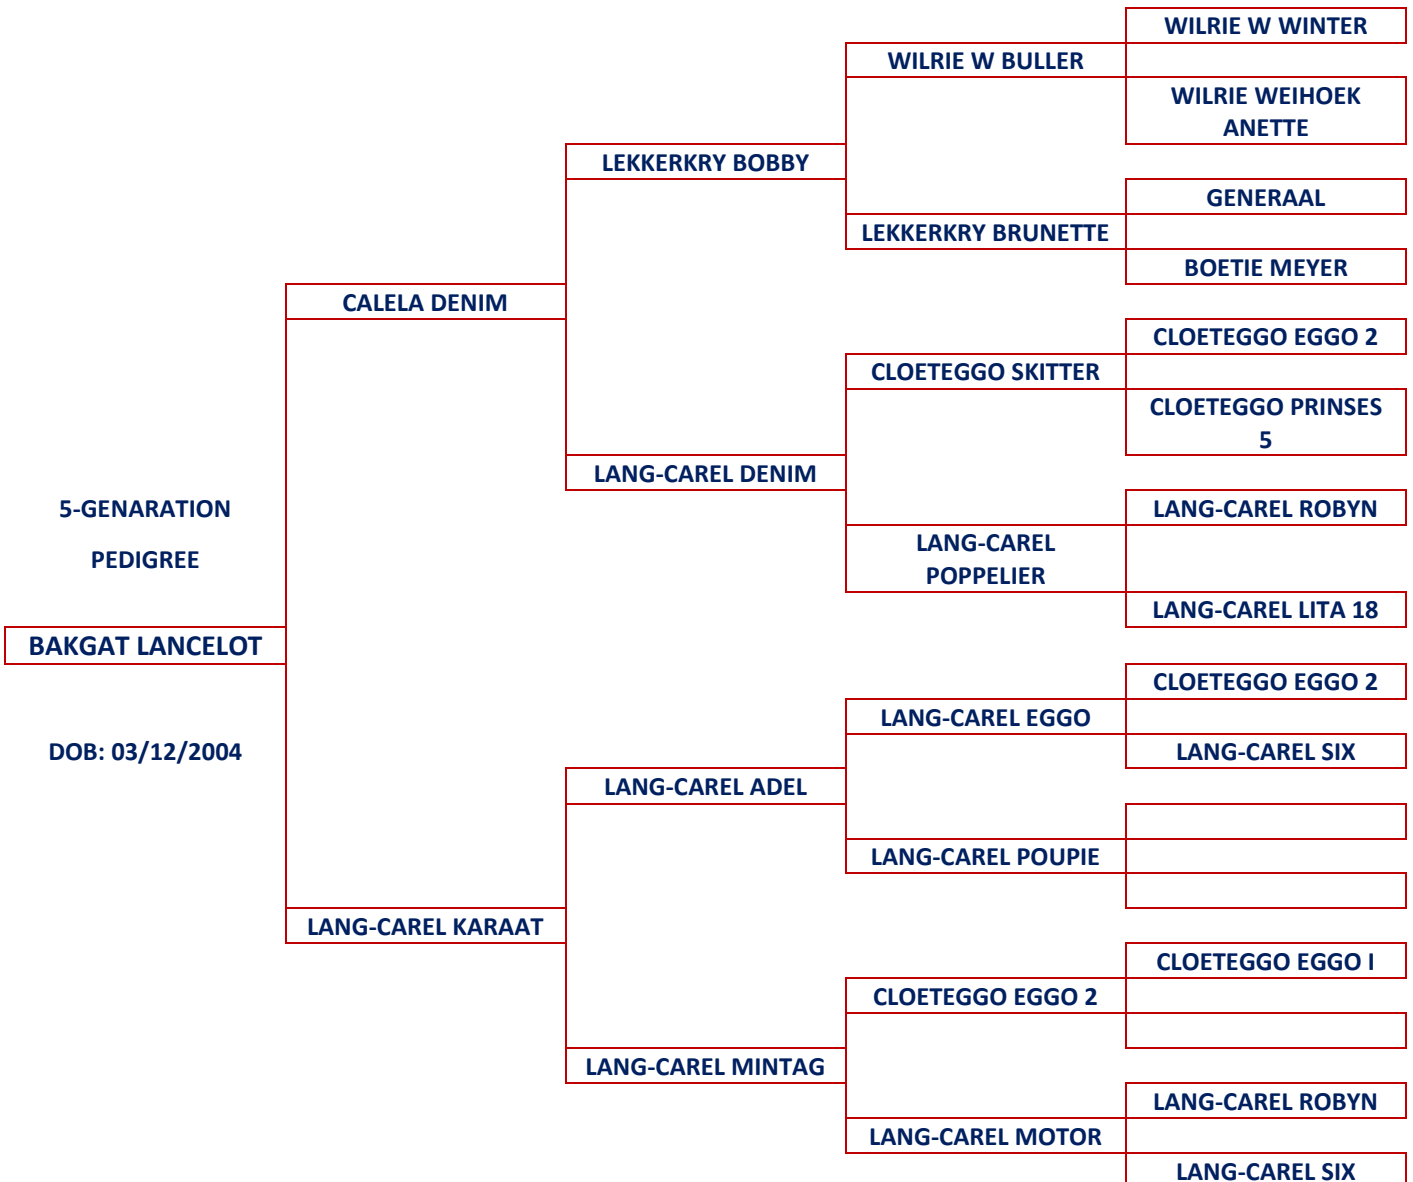 WILRIE W WINTER
WILRIE W BULLER
WILRIE WEIHOEK
ANETTE
LEKKERKRY BOBBY
GENERAAL
LEKKERKRY BRUNETTE
BOETIE MEYER
CALELA DENIM
CLOETEGGO EGGO 2
CLOETEGGO SKITTER
CLOETEGGO PRINSES
5
LANG-CAREL DENIM
5-GENARATION
LANG-CAREL ROBYN
LANG-CAREL
POPPELIER
PEDIGREE
LANG-CAREL LITA 18
BAKGAT LANCELOT
CLOETEGGO EGGO 2
LANG-CAREL EGGO
DOB: 03/12/2004
LANG-CAREL SIX
LANG-CAREL ADEL
LANG-CAREL POUPIE
LANG-CAREL KARAAT
CLOETEGGO EGGO I
CLOETEGGO EGGO 2
LANG-CAREL MINTAG
LANG-CAREL ROBYN
LANG-CAREL MOTOR
LANG-CAREL SIX